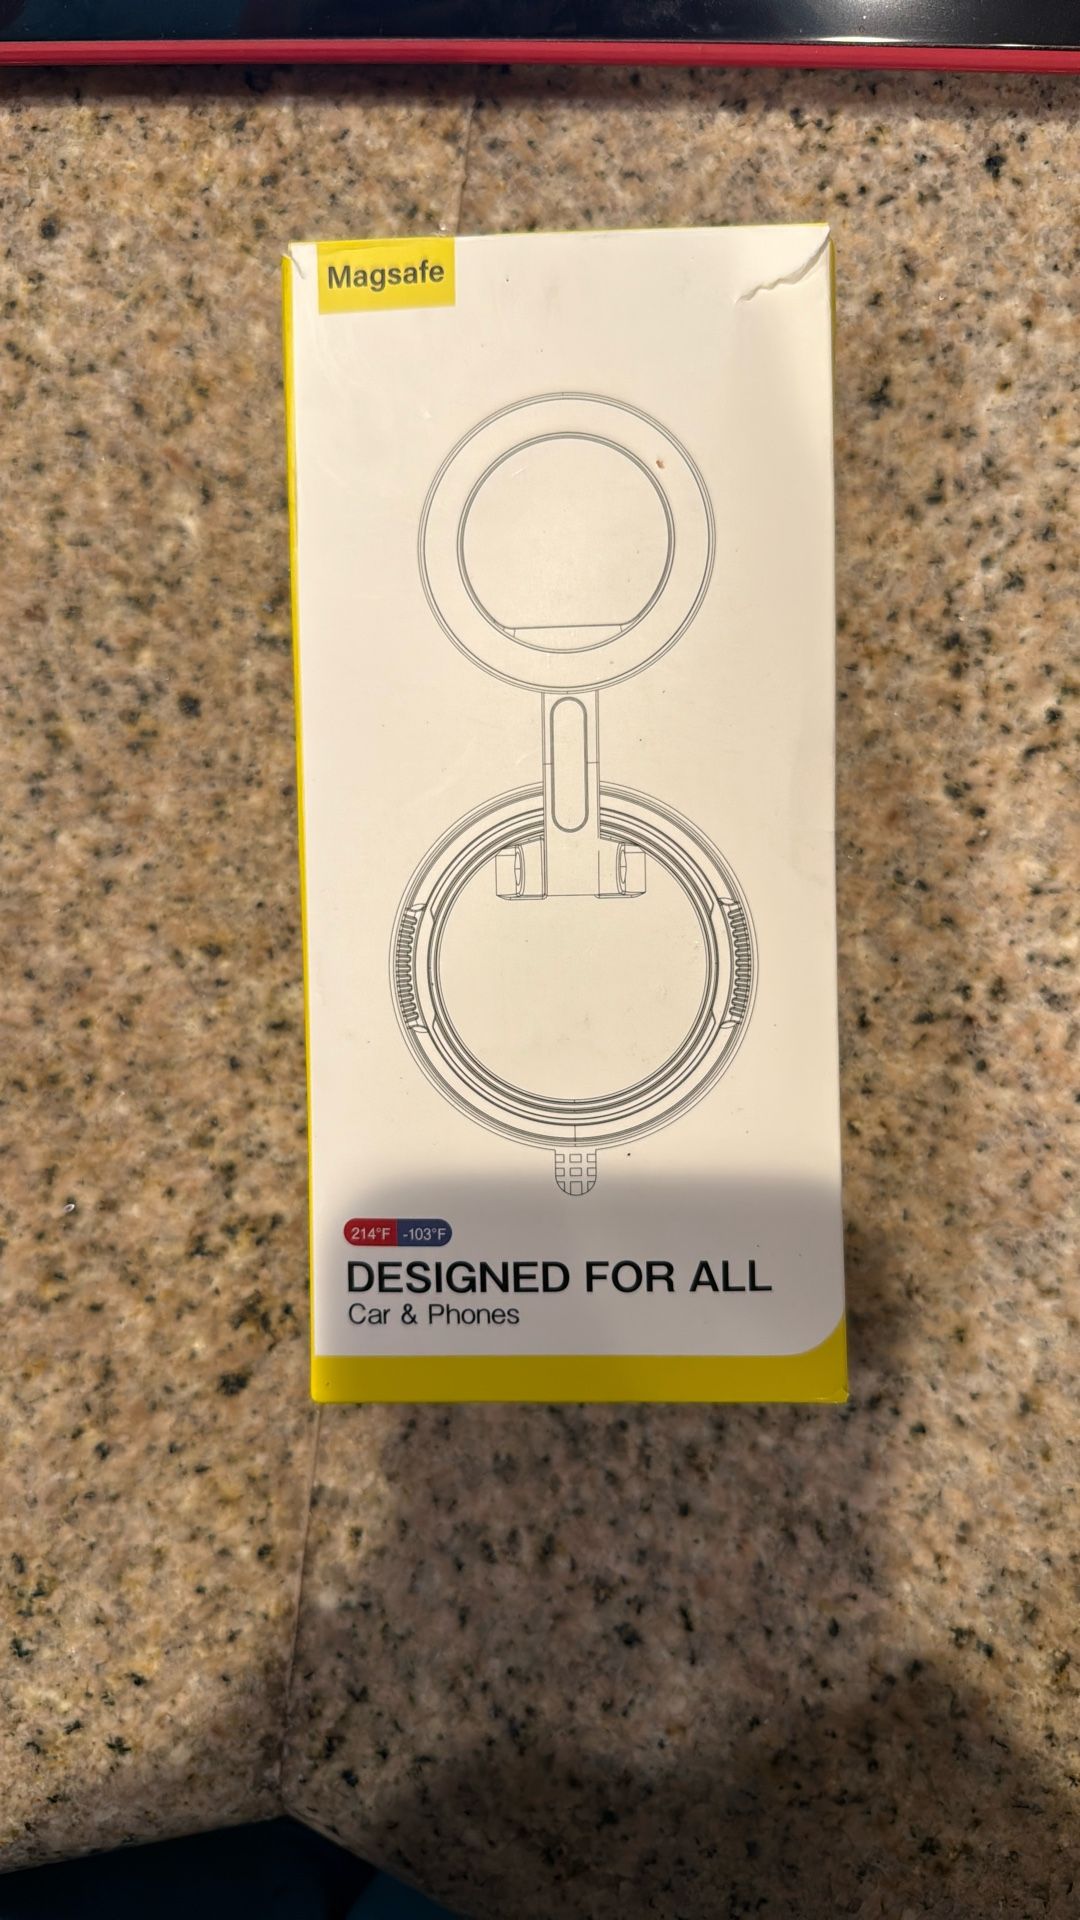 Magsafe
214°F -103°F
DESIGNED FOR ALL
Car & Phones